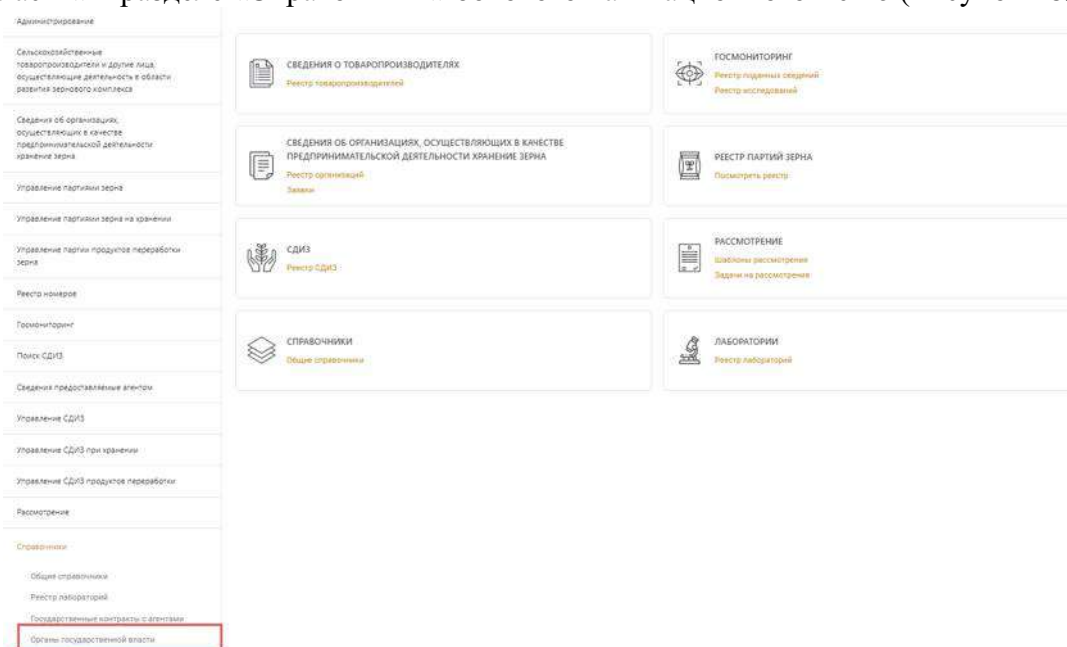 Администрирование
Сельскохозяйственные
товаропроизводители и другие лица,
осуществляющие деятельность в области
развития зернового комплекса
Сведения об организациях,
осуществляющих в качестве
предпринимательской деятельности
хранение зерна
Управление партиями зерна
Управление партиями зерна на хранении
Управление партии продуктов переработки
зерна
Реестр номеров
Госмониторинг
Поиск СДИЗ
Сведения предоставляемые агентом
Управление СДИЗ
Управление СДИЗ при хранении
Управление СДИЗ продуктов переработки
Рассмотрение
Справочники
Общие справочники
Реестр лабораторий
Государственные контракты с агентами
Органы государственной власти
СВЕДЕНИЯ О ТОВАРОПРОИЗВОДИТЕЛЯХ
Реестр товаропроизводителей
ГОСМОНИТОРИНГ
Реестр поданных сведений
Реестр исследований
СВЕДЕНИЯ ОБ ОРГАНИЗАЦИЯХ, ОСУЩЕСТВЛЯЮЩИХ В КАЧЕСТВЕ
ПРЕДПРИНИМАТЕЛЬСКОЙ ДЕЯТЕЛЬНОСТИ ХРАНЕНИЕ ЗЕРНА
Реестр организаций
Заявки
РЕЕСТР ПАРТИЙ ЗЕРНА
Посмотреть реестр
СДИЗ
Реестр СДИЗ
РАССМОТРЕНИЕ
Шаблоны рассмотрения
Задачи на рассмотрение
СПРАВОЧНИКИ
Общие справочники
ЛАБОРАТОРИИ
Реестр лабораторий